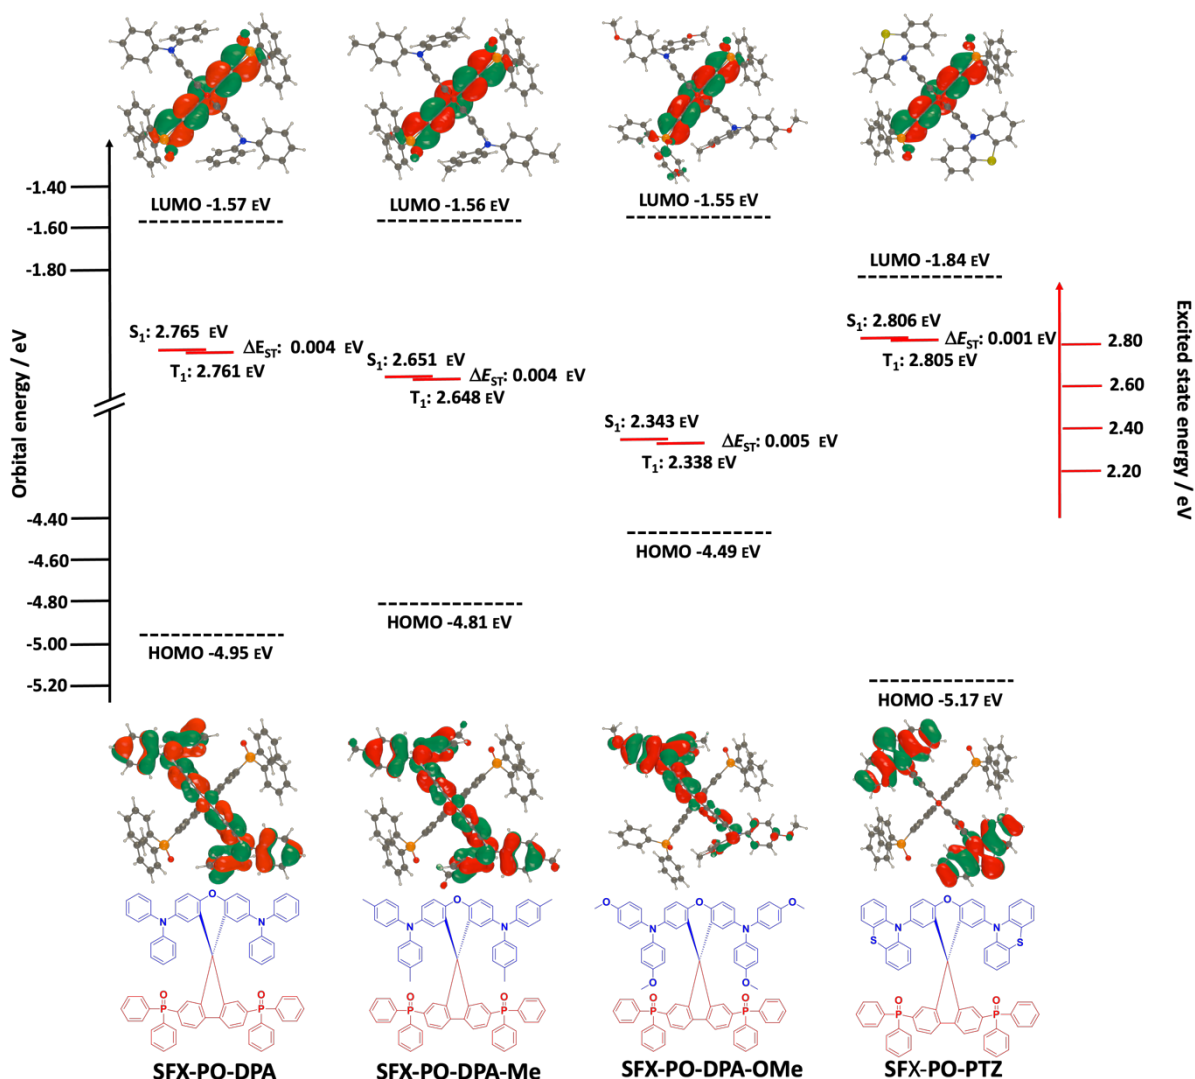 -1.40
-1.60
-1.80
-4.40
-4.60
-4.80
-5.00
-5.20
Orbital energy / eV
LUMO -1.57 EV
S1: 2.765 EV
ΔEST: 0.004 EV
T1: 2.761 EV
HOMO -4.95 EV
LUMO -1.56 EV
S1: 2.651 EV
ΔEST: 0.004 EV
T1: 2.648 EV
HOMO -4.81 EV
LUMO -1.55 EV
S1: 2.343 EV
ΔEST: 0.005 EV
T1: 2.338 EV
HOMO -4.49 EV
LUMO -1.84 EV
S1: 2.806 EV
ΔEST: 0.001 EV
T1: 2.805 EV
HOMO -5.17 EV
2.80
2.60
2.40
2.20
Excited state energy / eV
O
N N
O O
P P
SFX-PO-DPA
O
N N
O O
P P
SFX-PO-DPA-Me
O
O O
N N
O O
O O
P P
SFX-PO-DPA-OMe
O
N N
S S
O O
P P
SFX-PO-PTZ